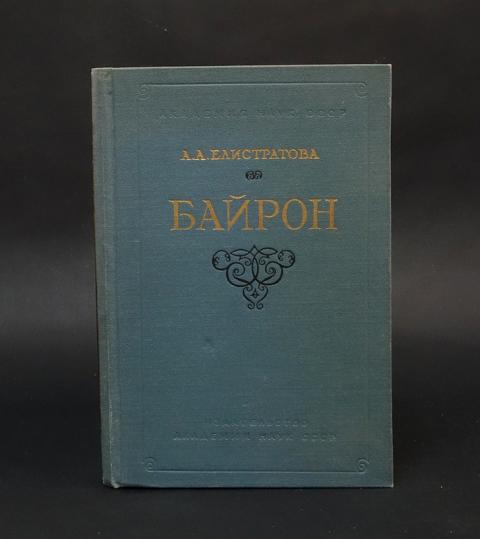 АКАДЕМИЯ НАУК СССР
А.А.ЕЛИСТРАТОВА
БАЙРОН
ИЗДАТЕЛЬСТВО
АКАДЕМИИ НАУК СССР